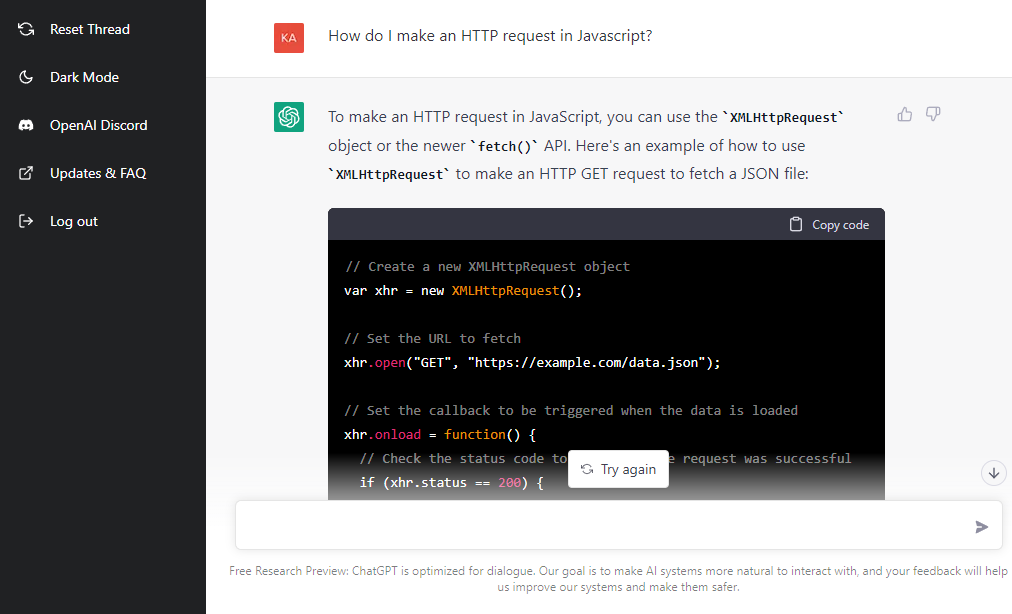 Reset Thread
Dark Mode
OpenAI Discord
Updates & FAQ
Log out
KA
How do I make an HTTP request in Javascript?
To make an HTTP request in JavaScript, you can use the `XMLHttpRequest`
object or the newer `fetch()` API. Here's an example of how to use
`XMLHttpRequest` to make an HTTP GET request to fetch a JSON file:
Copy code
// Create a new XMLHttpRequest object
var xhr = new XMLHttpRequest();
// Set the URL to fetch
xhr.open("GET", "https://example.com/data.json");
// Set the callback to be triggered when the data is loaded
xhr.onload = function() {
// Check the status code to request was successful
Try again
if (xhr.status == 200) {
Free Research Preview: ChatGPT is optimized for dialogue. Our goal is to make AI systems more natural to interact with, and your feedback will help
us improve our systems and make them safer.